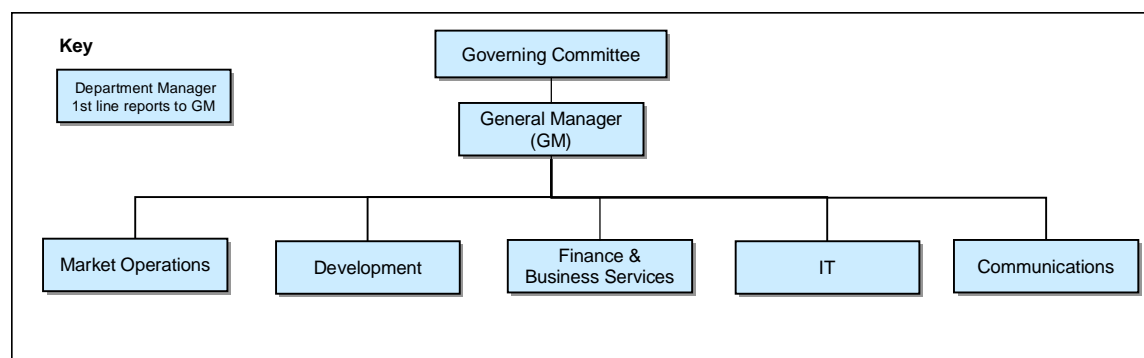 Key
Department Manager
1st line reports to GM
Governing Committee
General Manager
(GM)
Market Operations
Development
Finance &
Business Services
IT
Communications